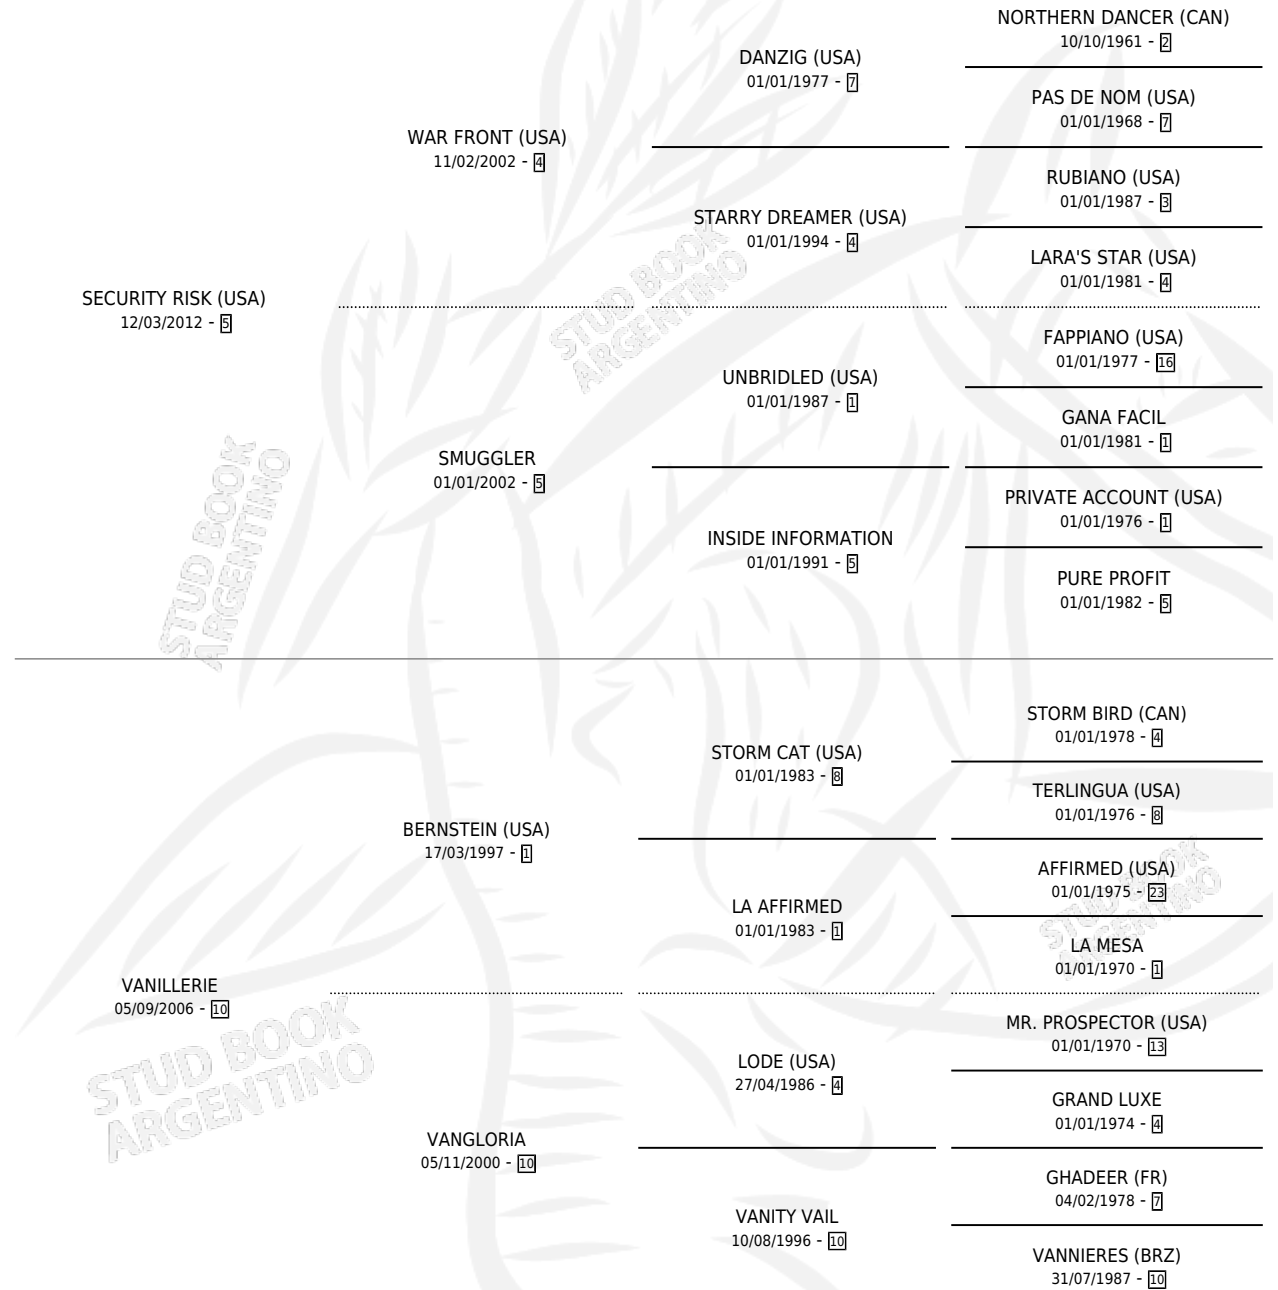 NORTHERN DANCER (CAN)
10/10/1961 - 2
DANZIG (USA)
01/01/1977 - 7
PAS DE NOM (USA)
01/01/1968 - 7
WAR FRONT (USA)
11/02/2002 - 4
RUBIANO (USA)
01/01/1987 - 3
STARRY DREAMER (USA)
01/01/1994 - 4
LARA'S STAR (USA)
01/01/1981 - 4
SECURITY RISK (USA)
12/03/2012 - 5
FAPPIANO (USA)
01/01/1977 - 16
UNBRIDLED (USA)
01/01/1987 - 1
GANA FACIL
01/01/1981 - 1
SMUGGLER
01/01/2002 - 5
PRIVATE ACCOUNT (USA)
01/01/1976 - 1
INSIDE INFORMATION
01/01/1991 - 5
PURE PROFIT
01/01/1982 - 5
STORM BIRD (CAN)
01/01/1978 - 4
STORM CAT (USA)
01/01/1983 - 8
TERLINGUA (USA)
01/01/1976 - 8
BERNSTEIN (USA)
17/03/1997 - 1
AFFIRMED (USA)
01/01/1975 - 23
LA AFFIRMED
01/01/1983 - 1
LA MESA
01/01/1970 - 1
VANILLERIE
05/09/2006 - 10
MR. PROSPECTOR (USA)
01/01/1970 - 13
LODE (USA)
27/04/1986 - 4
GRAND LUXE
01/01/1974 - 4
VANGLORIA
05/11/2000 - 10
GHADEER (FR)
04/02/1978 - 7
VANITY VAIL
10/08/1996 - 10
VANNIERES (BRZ)
31/07/1987 - 10
STUD BOOK
ARGENTINO
STUD BOOK
ARGENTINO
STUD BOOK
ARGENTINO
STUD BOOK
ARGENTINO